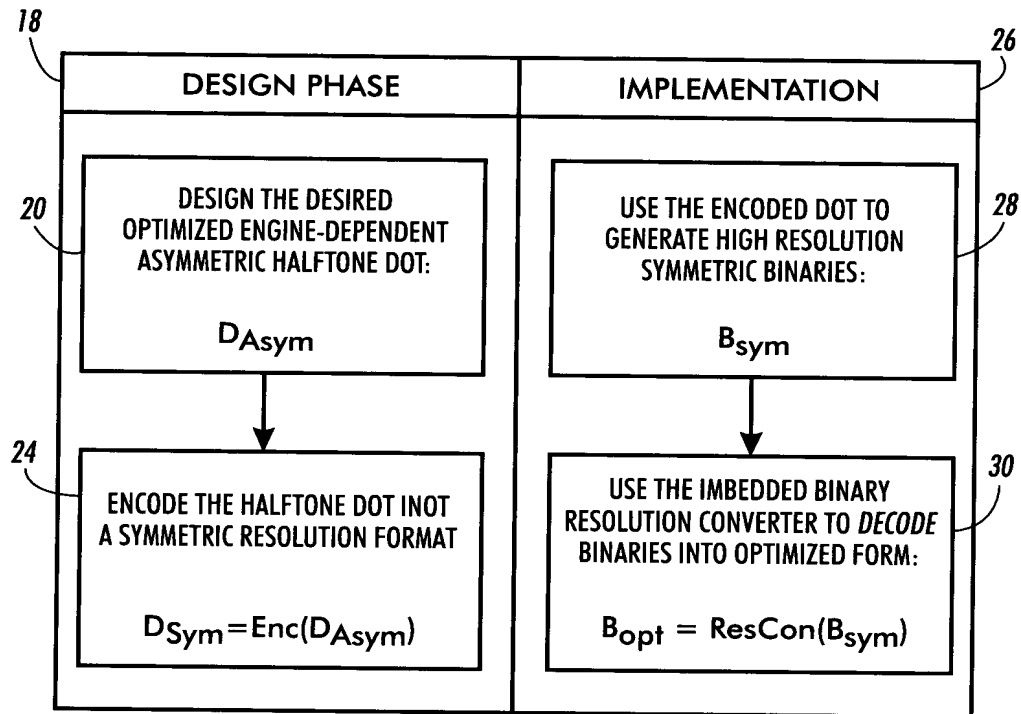 18
26
DESIGN PHASE
IMPLEMENTATION
20
DESIGN THE DESIRED
OPTIMIZED ENGINE-DEPENDENT
ASYMMETRIC HALFTONE DOT:
DAsym
24
ENCODE THE HALFTONE DOT INOT
A SYMMETRIC RESOLUTION FORMAT
DSym=Enc(DAsym)
28
USE THE ENCODED DOT TO
GENERATE HIGH RESOLUTION
SYMMETRIC BINARIES:
Bsym
30
USE THE IMBEDDED BINARY
RESOLUTION CONVERTER TO DECODE
BINARIES INTO OPTIMIZED FORM:
Bopt = ResCon(Bsym)